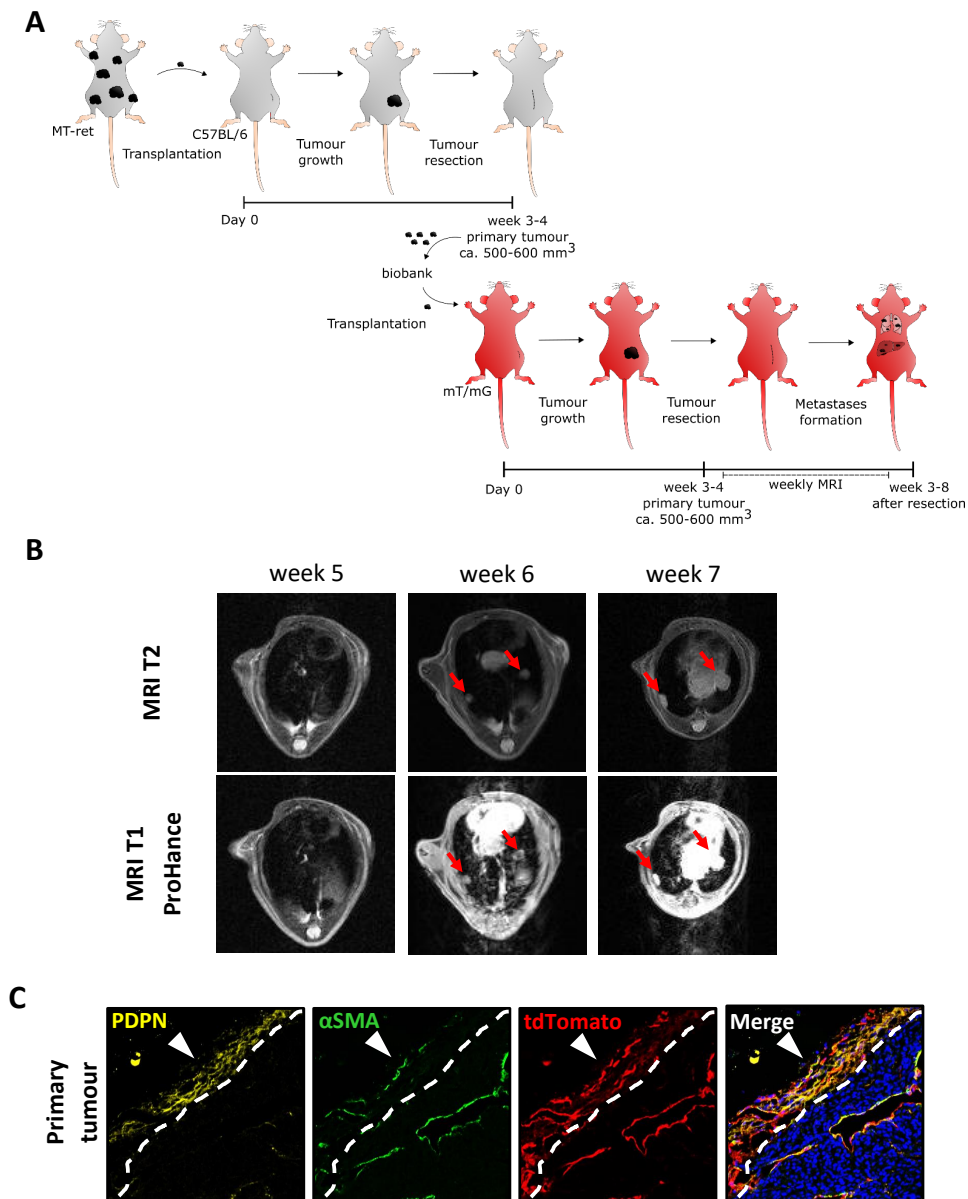 A
MT-ret
Transplantation
C57BL/6
Tumour
growth
Tumour
resection
Day 0
week 3-4
primary tumour
ca. 500-600 mm3
biobank
Transplantation
mT/mG
Tumour
growth
Tumour
resection
Metastases
formation
Day 0
week 3-4
primary tumour
ca. 500-600 mm3
weekly MRI
week 3-8
after resection
B
week 5
week 6
week 7
MRI T2
MRI T1
ProHance
C
PDPN
αSMA
tdTomato
Merge
Primary
tumour